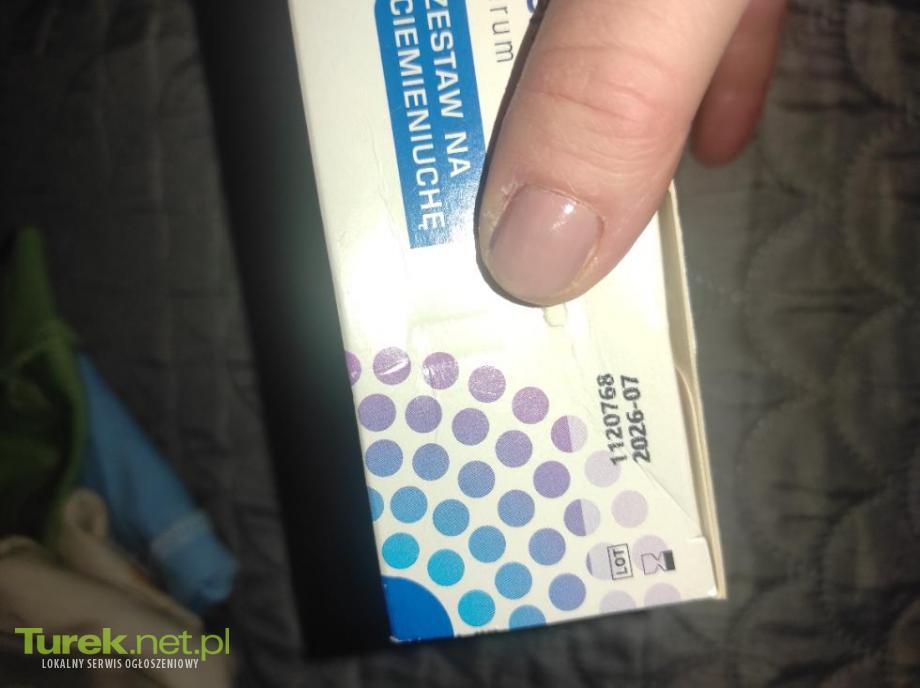 rum
ZESTAW NA
CIEMIENIUCHĘ
1120768
2026-07
LOT
Turek.net.pl
LOKALNY SERWIS OGŁOSZENIOWY